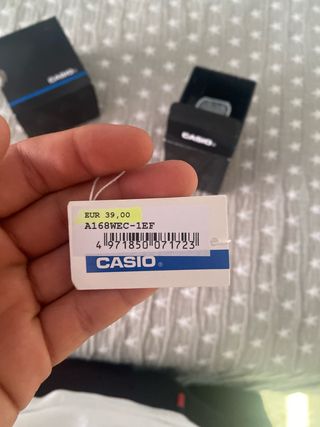 CASIO
CASIO
EUR 39,00
A168WEC-1EF
4 971850 071723
CASIO